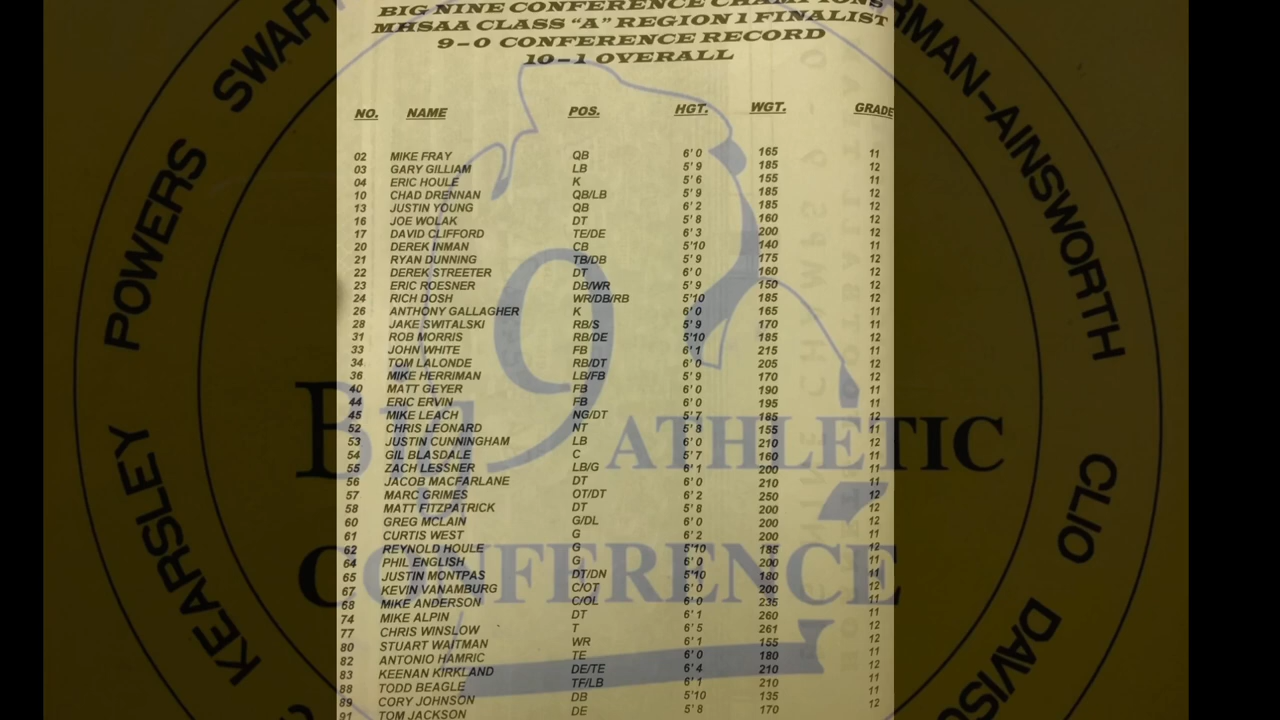 BIG NINE CONFERENCE CHAMPIONS
MHSAA CLASS “A” REGION 1 FINALIST
9-0 CONFERENCE RECORD
10-1 OVERALL
NO. NAME POS. HGT. WGT. GRADE
02 MIKE FRAY QB 6' 0 165 11
03 GARY GILLIAM LB 5' 9 185 12
04 ERIC HOULE K 5' 6 155 11
10 CHAD DRENNAN QB/LB 5' 9 185 12
13 JUSTIN YOUNG QB 6' 2 185 12
16 JOE WOLAK DT 5' 8 160 12
17 DAVID CLIFFORD TE/DE 6' 3 200 12
20 DEREK INMAN CB 5'10 140 11
21 RYAN DUNNING TB/DB 5' 9 175 12
22 DEREK STREETER DT 6' 0 160 12
23 ERIC ROESNER DB/WR 5' 9 150 12
24 RICH DOSH WR/DB/RB 5'10 185 12
26 ANTHONY GALLAGHER K 6' 0 165 11
28 JAKE SWITALSKI RB/S 5' 9 170 11
31 ROB MORRIS RB/DE 5'10 185 12
33 JOHN WHITE FB 6' 1 215 11
34 TOM LALONDE RB/DT 6' 0 205 12
36 MIKE HERRIMAN LB/FB 5' 9 170 12
40 MATT GEYER FB 6' 0 190 11
44 ERIC ERVIN FB 6' 0 195 11
45 MIKE LEACH NG/DT 5' 7 185 12
52 CHRIS LEONARD NT 5' 8 155 11
53 JUSTIN CUNNINGHAM LB 6' 0 210 12
54 GIL BLASDALE C 5' 7 160 11
55 ZACH LESSNER LB/G 6' 1 200 11
56 JACOB MACFARLANE DT 6' 0 210 11
57 MARC GRIMES OT/DT 6' 2 250 12
58 MATT FITZPATRICK DT 5' 8 200 12
60 GREG MCLAIN G/DL 6' 0 200 12
61 CURTIS WEST G 6' 2 200 11
62 REYNOLD HOULE G 5'10 185 12
64 PHIL ENGLISH G 6' 0 200 11
65 JUSTIN MONTPAS DT/DN 5'10 180 11
67 KEVIN VANAMBURG C/OT 6' 0 200 12
68 MIKE ANDERSON C/OL 6' 0 235 11
74 MIKE ALPIN DT 6' 1 260 11
77 CHRIS WINSLOW T 6' 5 261 12
80 STUART WAITMAN WR 6' 1 155 12
82 ANTONIO HAMRIC TE 6' 0 180 11
83 KEENAN KIRKLAND DE/TE 6' 4 210 12
88 TODD BEAGLE TF/LB 6' 1 210 11
89 CORY JOHNSON DB 5'10 135 11
91 TOM JACKSON DE 5' 8 170 12
BIG 9 ATHLETIC
CONFERENCE
KEARSLEY
POWERS
CLIO